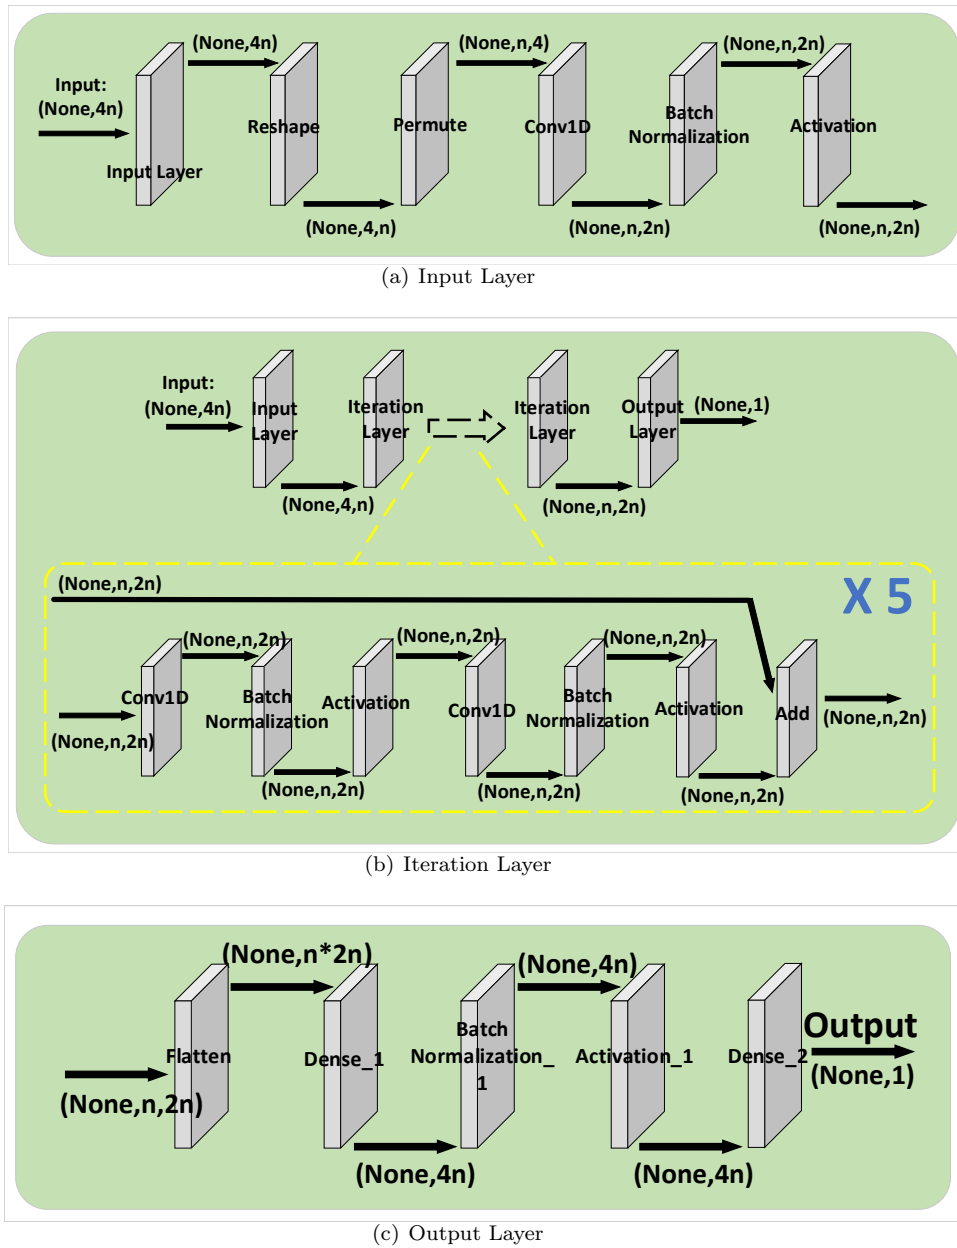 (None,4n)
(None,n,4)
(None,n,2n)
Input:
(None,4n)
Input Layer
Reshape
Permute
Conv1D
Batch
Normalization
Activation
(None,4,n)
(None,n,2n)
(None,n,2n)
(a) Input Layer
Input:
(None,4n)
Input
Layer
Iteration
Layer
Iteration
Layer
Output
Layer
(None,1)
(None,4,n)
(None,n,2n)
(None,n,2n)
X 5
(None,n,2n)
(None,n,2n)
(None,n,2n)
Conv1D
Batch
Normalization
Activation
Conv1D
Batch
Normalization
Activation
Add
(None,n,2n)
(None,n,2n)
(None,n,2n)
(None,n,2n)
(None,n,2n)
(b) Iteration Layer
(None,n*2n)
(None,4n)
Output
Flatten
Dense_1
Batch
Normalization_
1
Activation_1
Dense_2
(None,1)
(None,n,2n)
(None,4n)
(None,4n)
(c) Output Layer